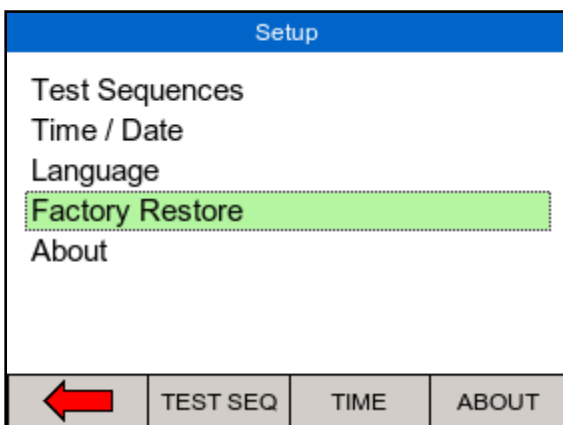 Setup
Test Sequences
Time / Date
Language
Factory Restore
About
TEST SEQ TIME ABOUT